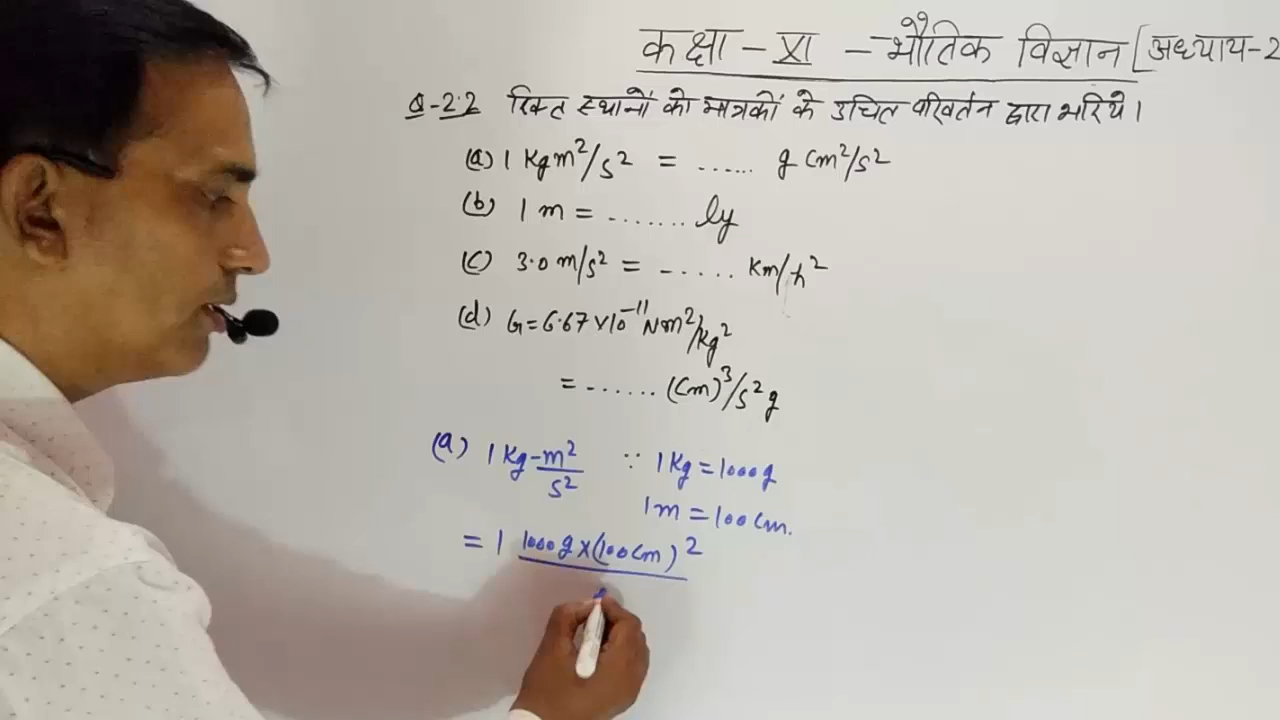 कक्षा - XI - भौतिक विज्ञान [अध्याय-2
Q-2.2 रिक्त स्थानों को मात्रकों के उचित परिवर्तन द्वारा भरिये।
(a) 1 Kgm²/s² = ...... g Cm²/s²
(b) 1 m = ....... ly
(c) 3.0 m/s² = ...... Km/h²
(d) G = 6.67 × 10⁻¹¹ Nm²/Kg²
= ...... (Cm)³/s² g
(a) 1 Kg-m²/s² ∵ 1 Kg = 1000 g
1 m = 100 Cm.
= 1 1000 g × (100 Cm)²